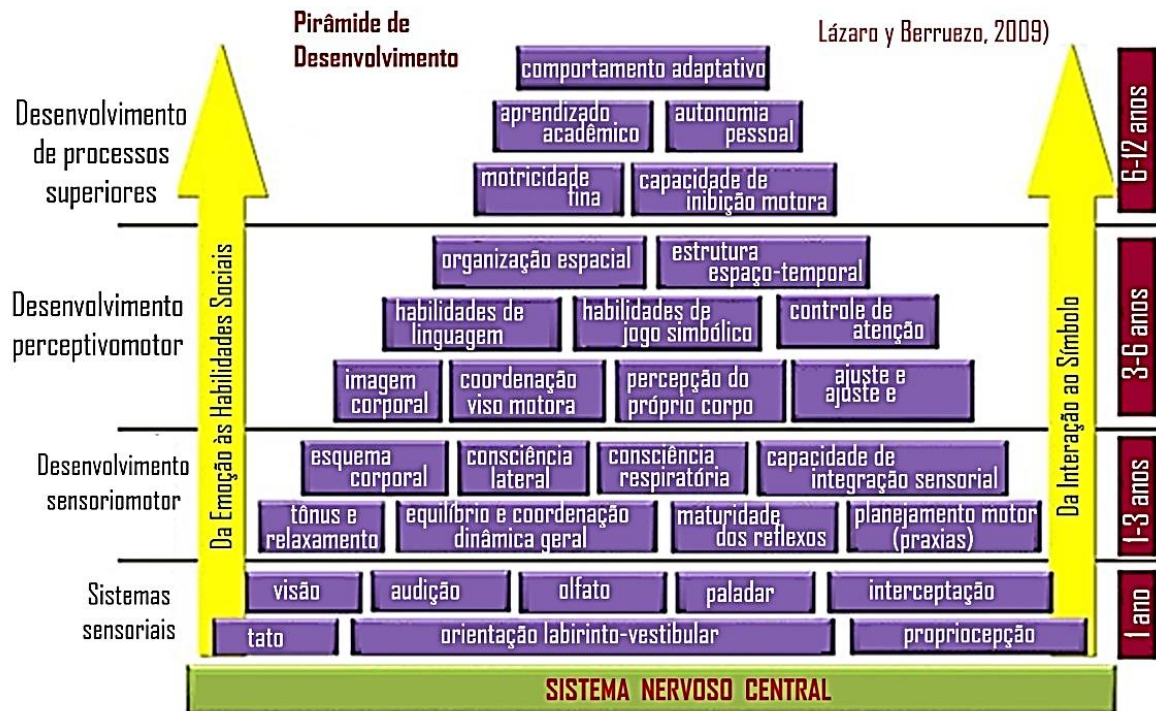 Pirâmide de
Desenvolvimento
Lázaro y Berruezo, 2009)
comportamento adaptativo
Desenvolvimento
de processos
superiores
aprendizado
acadêmico
autonomia
pessoal
motricidade
fina
capacidade de
inibição motora
6-12 anos
Desenvolvimento
perceptivomotor
organização espacial
estrutura
espaço-temporal
habilidades de
linguagem
habilidades de
jogo simbólico
controle de
atenção
imagem
corporal
coordenação
viso motora
percepção do
próprio corpo
ajuste e
ajuste e
3-6 anos
Desenvolvimento
sensoriomotor
esquema
corporal
consciência
lateral
consciência
respiratória
capacidade de
integração sensorial
tônus e
relaxamento
equilíbrio e coordenação
dinâmica geral
maturidade
dos reflexos
planejamento motor
(praxias)
1-3 anos
Sistemas
sensoriais
visão
audição
olfato
paladar
interceptação
tato
orientação labirinto-vestibular
propriocepção
1 ano
Da Emoção às Habilidades Sociais
Da Interação ao Símbolo
SISTEMA NERVOSO CENTRAL